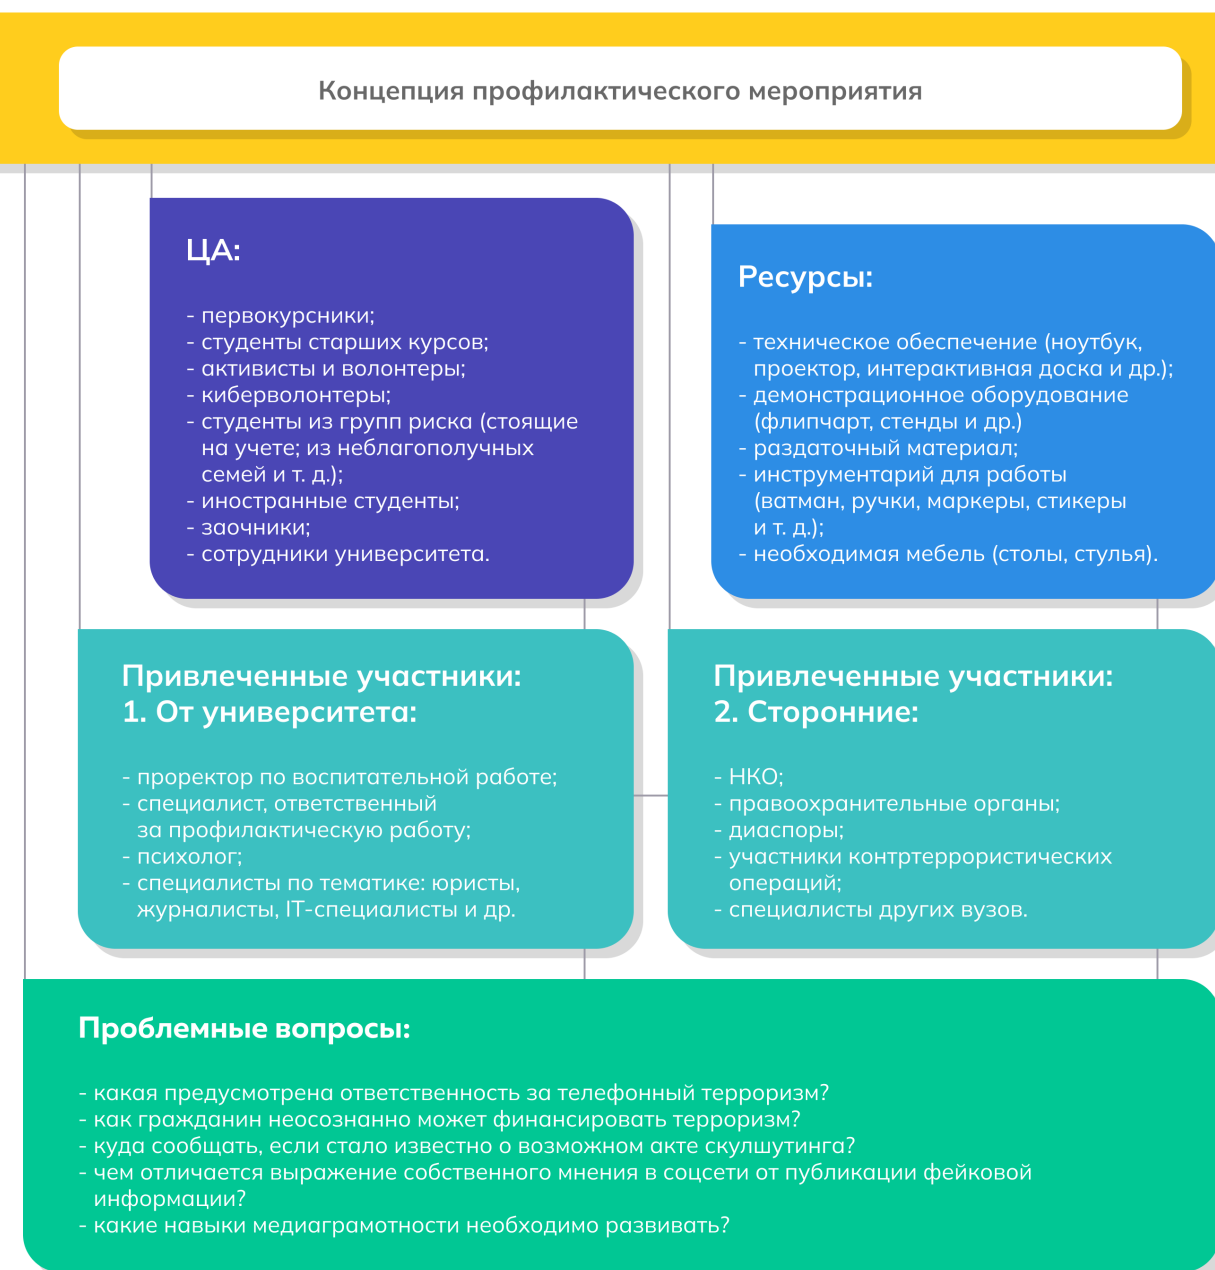 Концепция профилактического мероприятия
ЦА:
- первокурсники;
- студенты старших курсов;
- активисты и волонтеры;
- киберволонтеры;
- студенты из групп риска (стоящие
на учете; из неблагополучных
семей и т. д.);
- иностранные студенты;
- заочники;
- сотрудники университета.
Ресурсы:
- техническое обеспечение (ноутбук,
проектор, интерактивная доска и др.);
- демонстрационное оборудование
(флипчарт, стенды и др.)
- раздаточный материал;
- инструментарий для работы
(ватман, ручки, маркеры, стикеры
и т. д.);
- необходимая мебель (столы, стулья).
Привлеченные участники:
1. От университета:
- проректор по воспитательной работе;
- специалист, ответственный
за профилактическую работу;
- психолог;
- специалисты по тематике: юристы,
журналисты, IT-специалисты и др.
Привлеченные участники:
2. Сторонние:
- НКО;
- правоохранительные органы;
- диаспоры;
- участники контртеррористических
операций;
- специалисты других вузов.
Проблемные вопросы:
- какая предусмотрена ответственность за телефонный терроризм?
- как гражданин неосознанно может финансировать терроризм?
- куда сообщать, если стало известно о возможном акте скулшутинга?
- чем отличается выражение собственного мнения в соцсети от публикации фейковой
информации?
- какие навыки медиаграмотности необходимо развивать?